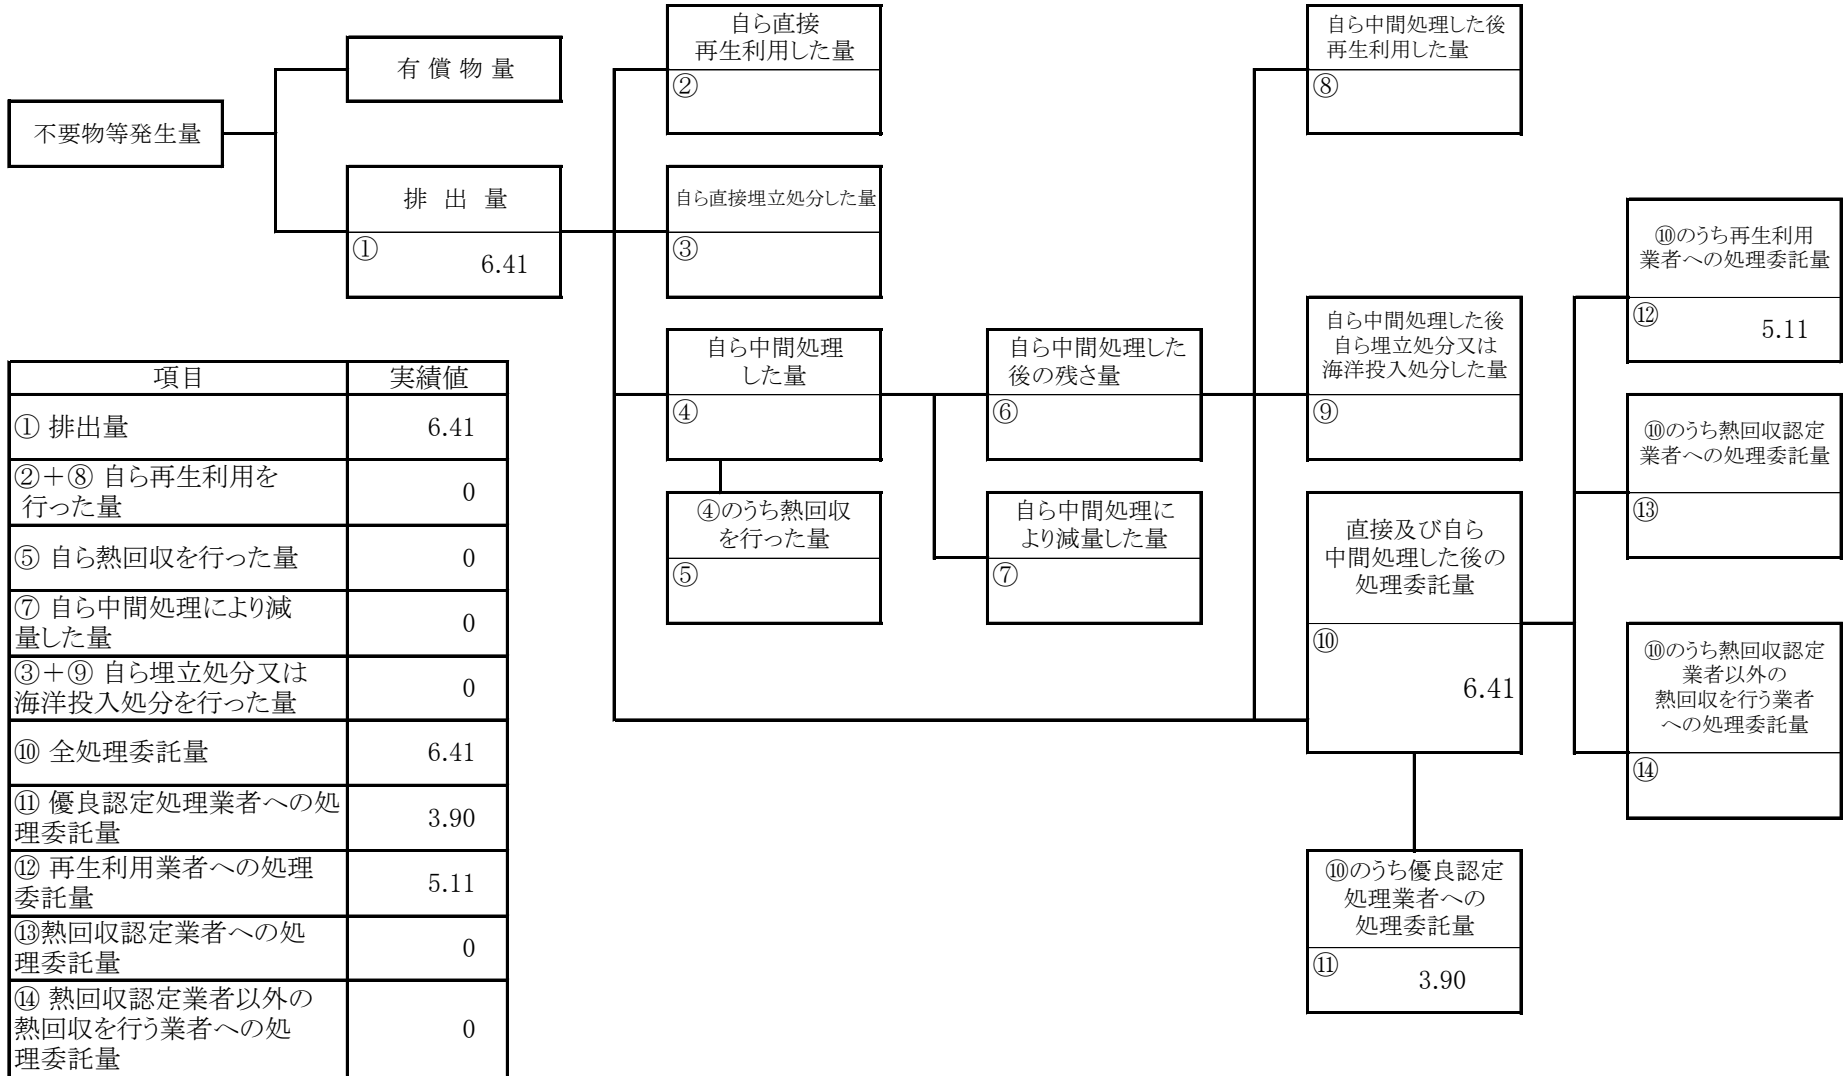 不要物等発生量
有 償 物 量
排 出 量
①
6.41
自ら直接
再生利用した量
②
自ら直接埋立処分した量
③
自ら中間処理
した量
④
④のうち熱回収
を行った量
⑤
自ら中間処理した
後の残さ量
⑥
自ら中間処理に
より減量した量
⑦
自ら中間処理した後
再生利用した量
⑧
自ら中間処理した後
自ら埋立処分又は
海洋投入処分した量
⑨
直接及び自ら
中間処理した後の
処理委託量
⑩
6.41
⑩のうち優良認定
処理業者への
処理委託量
⑪
3.90
⑩のうち再生利用
業者への処理委託量
⑫
5.11
⑩のうち熱回収認定
業者への処理委託量
⑬
⑩のうち熱回収認定
業者以外の
熱回収を行う業者
への処理委託量
⑭
項目
実績値
① 排出量
6.41
②＋⑧ 自ら再生利用を
行った量
0
⑤ 自ら熱回収を行った量
0
⑦ 自ら中間処理により減
量した量
0
③＋⑨ 自ら埋立処分又は
海洋投入処分を行った量
0
⑩ 全処理委託量
6.41
⑪ 優良認定処理業者への処
理委託量
3.90
⑫ 再生利用業者への処理
委託量
5.11
⑬熱回収認定業者への処
理委託量
0
⑭ 熱回収認定業者以外の
熱回収を行う業者への処
理委託量
0